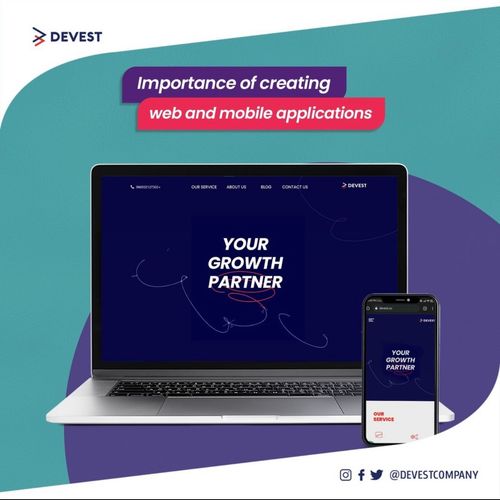 DEVEST
Importance of creating
web and mobile applications
OUR SERVICE ABOUT US BLOG CONTACT US DEVEST
YOUR
GROWTH
PARTNER
DEVEST
YOUR
GROWTH
PARTNER
OUR
SERVICE
@DEVESTCOMPANY